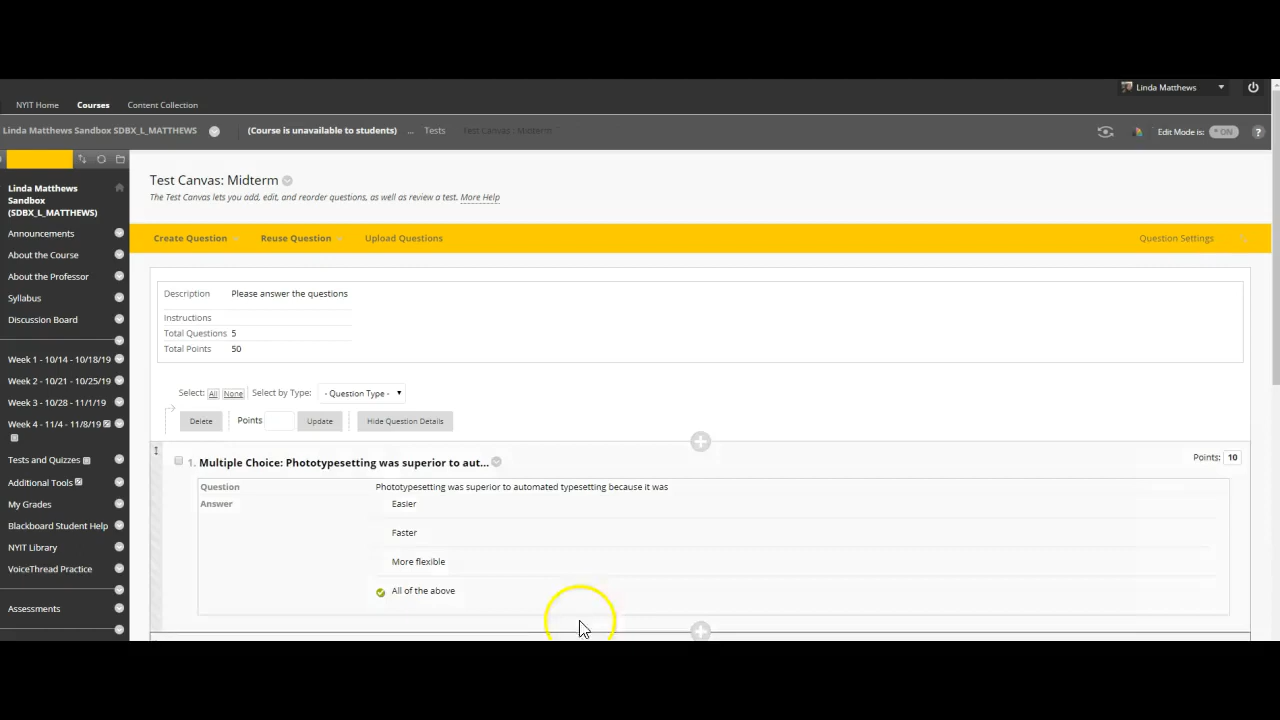 Linda Matthews
NYIT Home Courses Content Collection
Linda Matthews Sandbox SDBX_L_MATTHEWS (Course is unavailable to students) ... Tests Test Canvas : Midterm Edit Mode is: ON ?
Linda Matthews
Sandbox
(SDBX_L_MATTHEWS)
Announcements
About the Course
About the Professor
Syllabus
Discussion Board
Week 1 - 10/14 - 10/18/19
Week 2 - 10/21 - 10/25/19
Week 3 - 10/28 - 11/1/19
Week 4 - 11/4 - 11/8/19
Tests and Quizzes
Additional Tools
My Grades
Blackboard Student Help
NYIT Library
VoiceThread Practice
Assessments
Test Canvas: Midterm
The Test Canvas lets you add, edit, and reorder questions, as well as review a test. More Help
Create Question Reuse Question Upload Questions Question Settings
Description Please answer the questions
Instructions
Total Questions 5
Total Points 50
Select: All None Select by Type: - Question Type -
Delete Points Update Hide Question Details
1. Multiple Choice: Phototypesetting was superior to aut... Points: 10
Question Phototypesetting was superior to automated typesetting because it was
Answer Easier
Faster
More flexible
All of the above